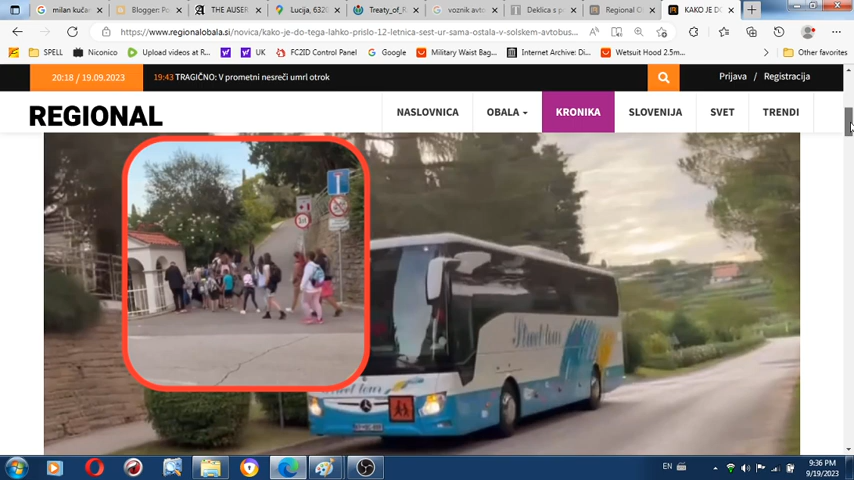 milan kuča
Blogger: Po
THE AUSER
Lucija, 6320
Treaty_of_R
voznik avto
Deklica s p
Regional O
KAKO JE DO
https://www.regionalobala.si/novica/kako-je-do-tega-lahko-prislo-12-letnica-sest-ur-sama-ostala-v-solskem-avtobus...
SPELL
Niconico
Upload videos at R...
U
U
FCZID Control Panel
Google
Military Waist Bag...
Internet Archive: Di...
Wetsuit Hood 2.5m...
Other favorites
20:18 / 19.09.2023
19:43 TRAGIČNO: V prometni nesreči umrl otrok
Prijava / Registracija
REGIONAL
NASLOVNICA
OBALA
KRONIKA
SLOVENIJA
SVET
TRENDI
EN
9:36 PM
9/19/2023